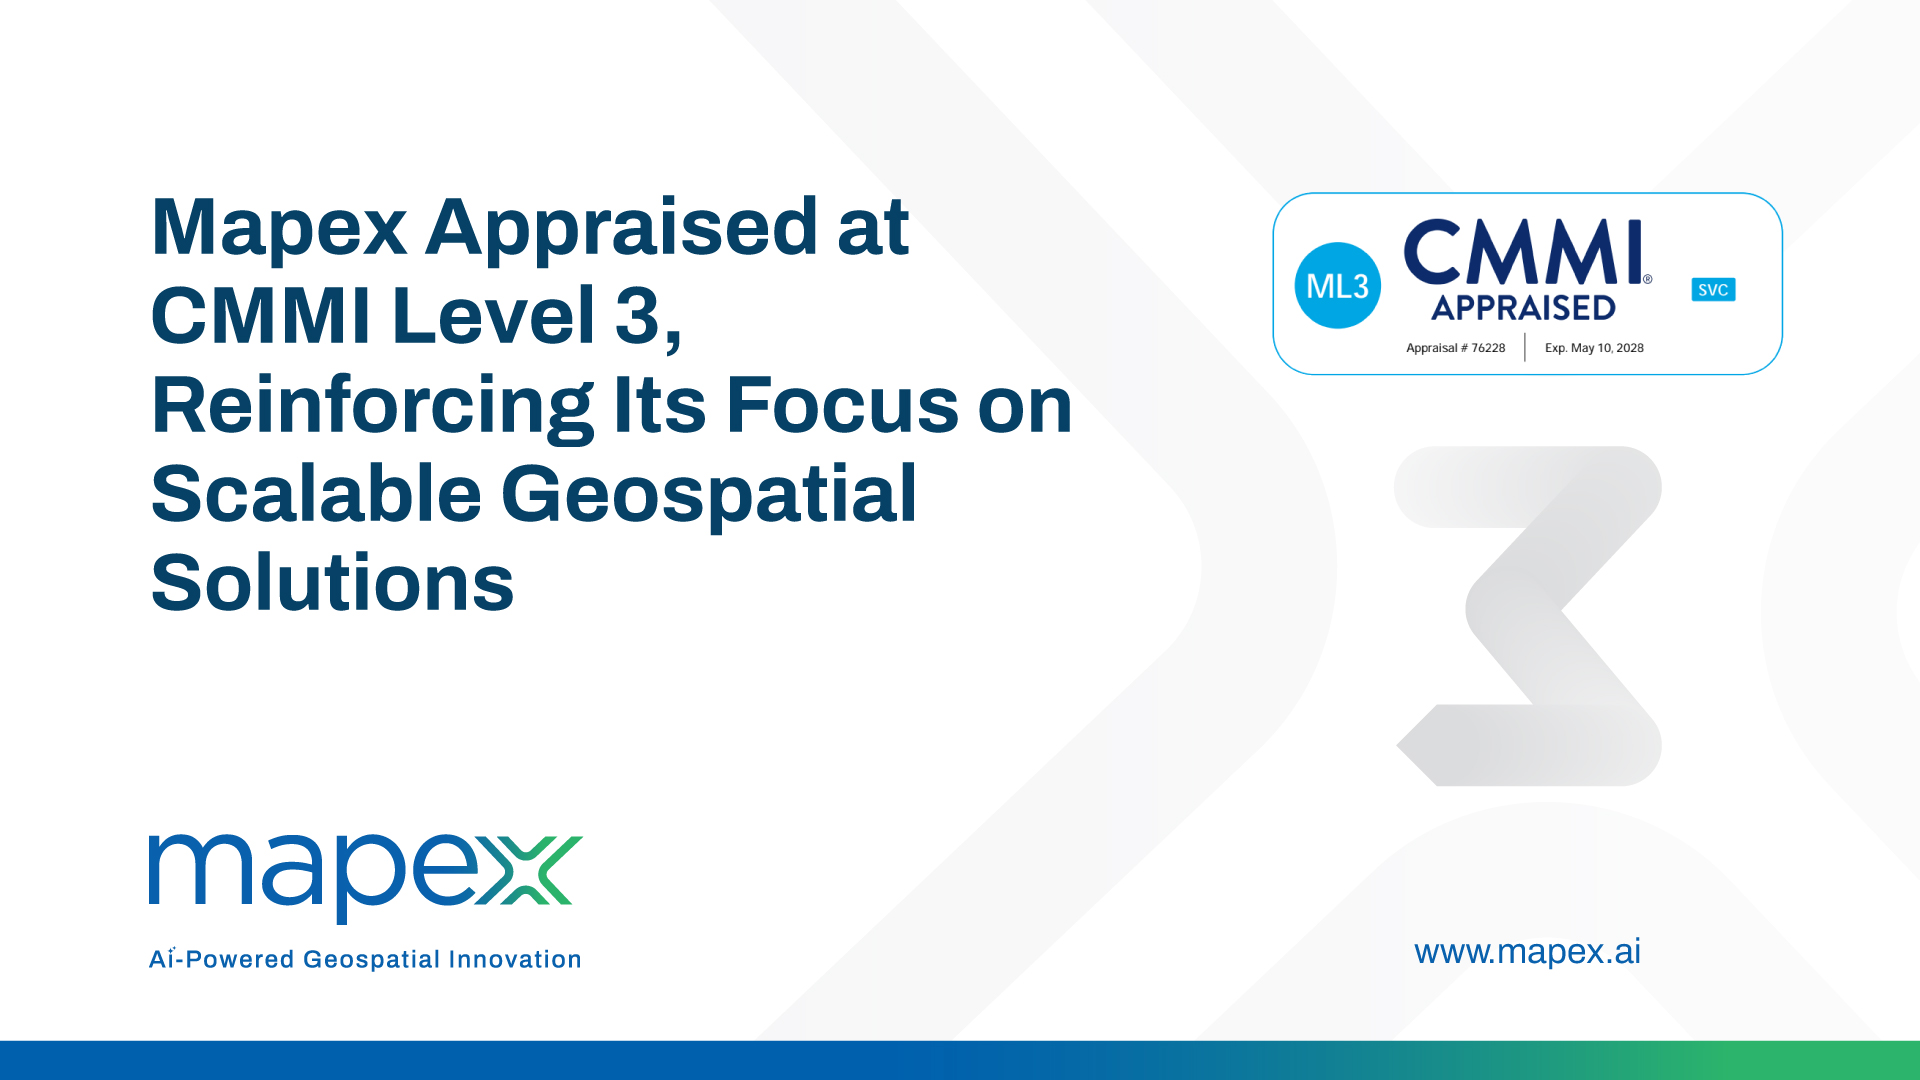 Mapex Appraised at
CMMI Level 3,
Reinforcing Its Focus on
Scalable Geospatial
Solutions
ML3
CMMI®
APPRAISED
SVC
Appraisal # 76228 | Exp. May 10, 2028
mapex
Ai-Powered Geospatial Innovation
www.mapex.ai